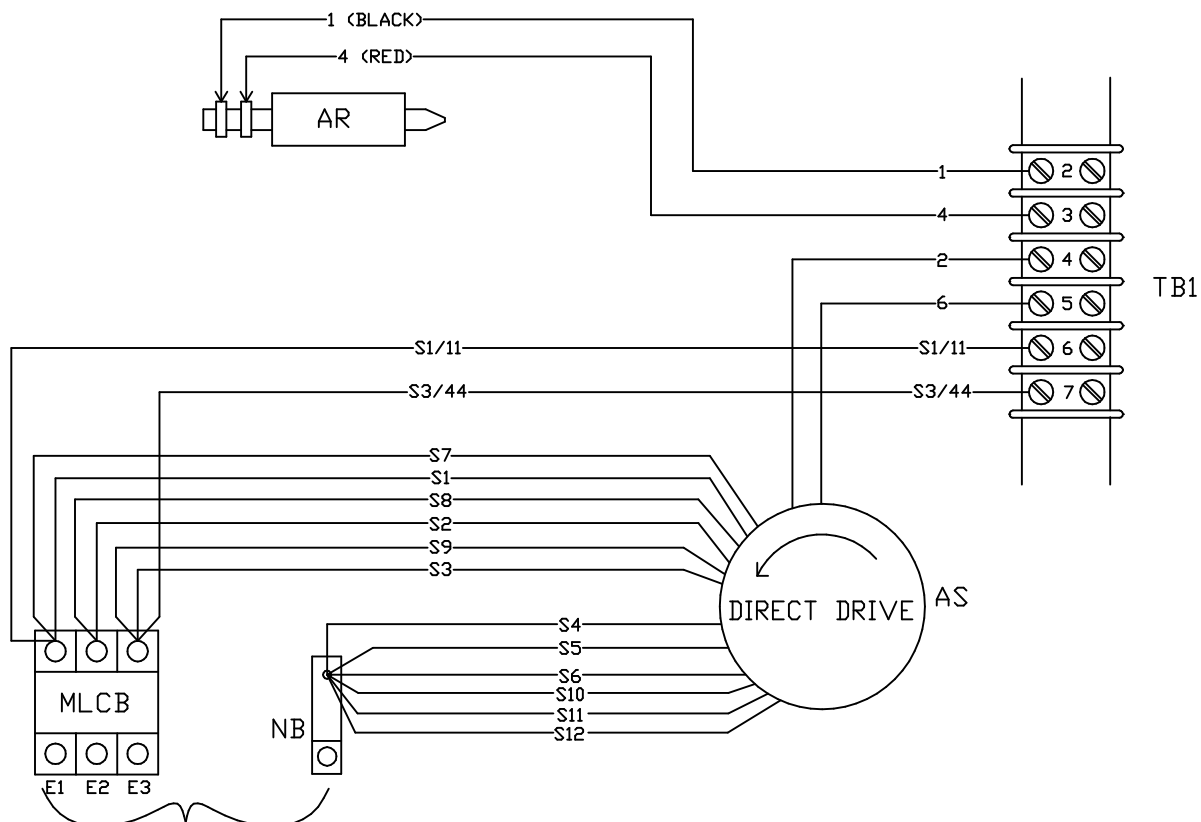 1 (BLACK)
4 (RED)
AR
1
2
4
3
2
4
TB1
6
5
S1/11
S1/11
6
S3/44
S3/44
7
S7
S1
S8
S2
S9
S3
AS
DIRECT DRIVE
S4
S5
S6
S10
MLCB
S11
NB
S12
E1 E2 E3